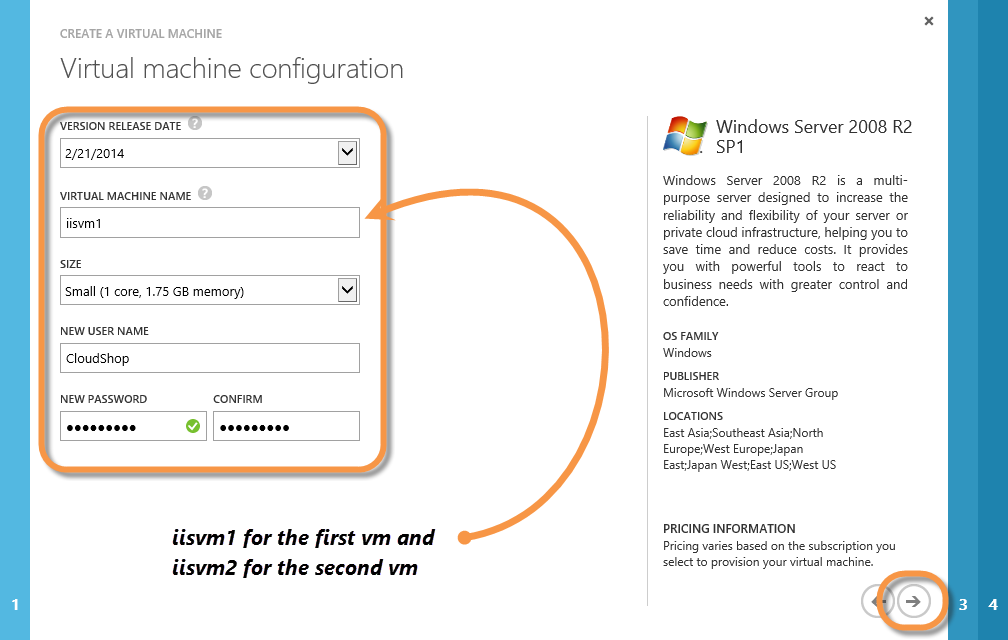 CREATE A VIRTUAL MACHINE
Virtual machine configuration
VERSION RELEASE DATE ?
2/21/2014
VIRTUAL MACHINE NAME ?
iisvm1
SIZE
Small (1 core, 1.75 GB memory)
NEW USER NAME
CloudShop
NEW PASSWORD
CONFIRM
●●●●●●●●●
●●●●●●●●●
iisvm1 for the first vm and
iisvm2 for the second vm
Windows Server 2008 R2
SP1
Windows Server 2008 R2 is a multi-
purpose server designed to increase the
reliability and flexibility of your server or
private cloud infrastructure, helping you to
save time and reduce costs. It provides
you with powerful tools to react to
business needs with greater control and
confidence.
OS FAMILY
Windows
PUBLISHER
Microsoft Windows Server Group
LOCATIONS
East Asia;Southeast Asia;North
Europe;West Europe;Japan
East;Japan West;East US;West US
PRICING INFORMATION
Pricing varies based on the subscription you
select to provision your virtual machine.
1
3
4